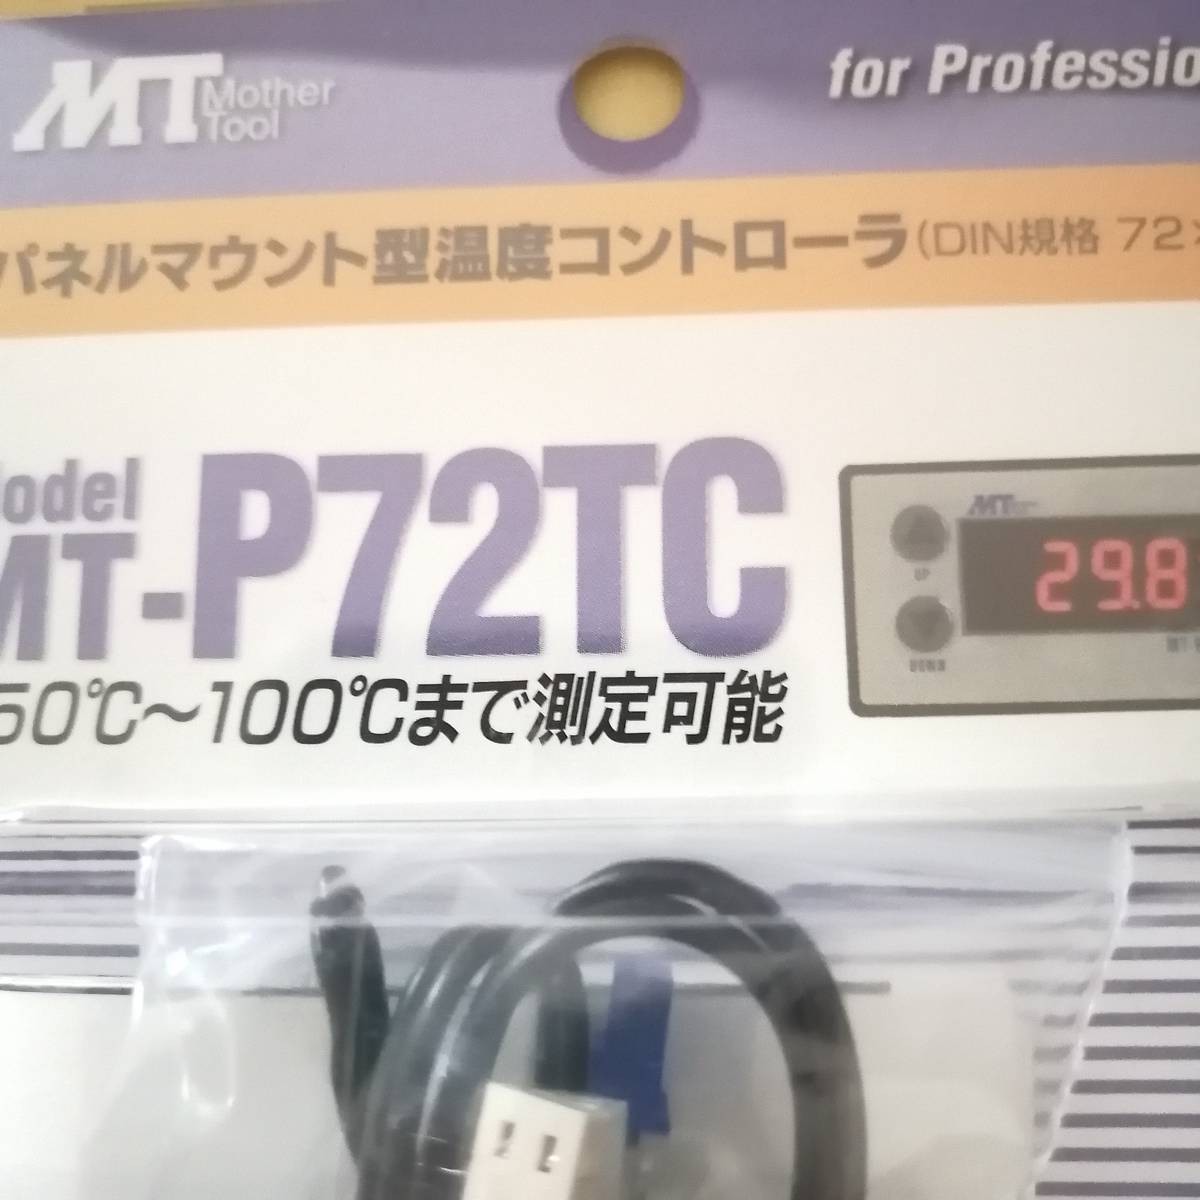 MT Mother Tool
for Professio
パネルマウント型温度コントローラ(DIN規格 72×
Model
MT-P72TC
50℃～100℃まで測定可能
MT
29.8
UP
DOWN